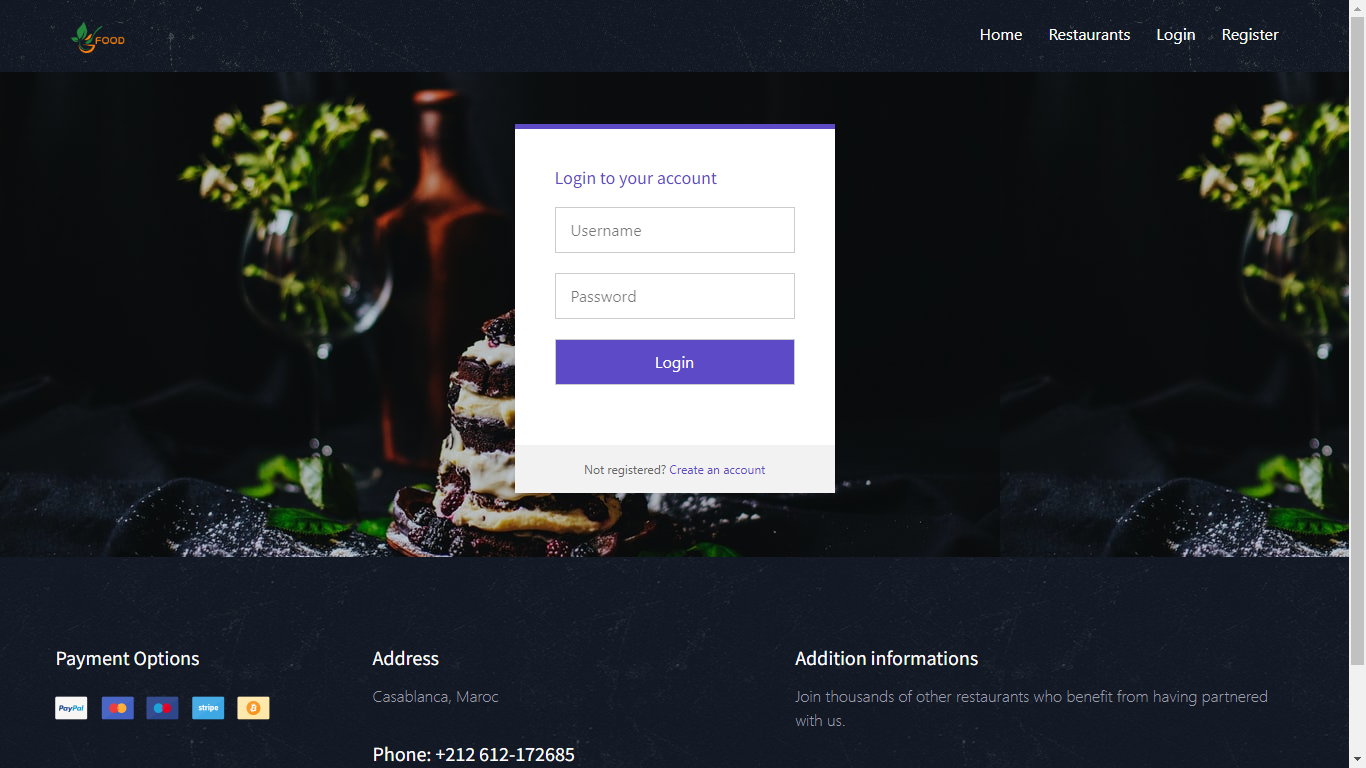 FOOD
Home
Restaurants
Login
Register
Login to your account
Username
Password
Login
Not registered? Create an account
Payment Options
PayPal
stripe
Address
Casablanca, Maroc
Phone: +212 612-172685
Addition informations
Join thousands of other restaurants who benefit from having partnered
with us.